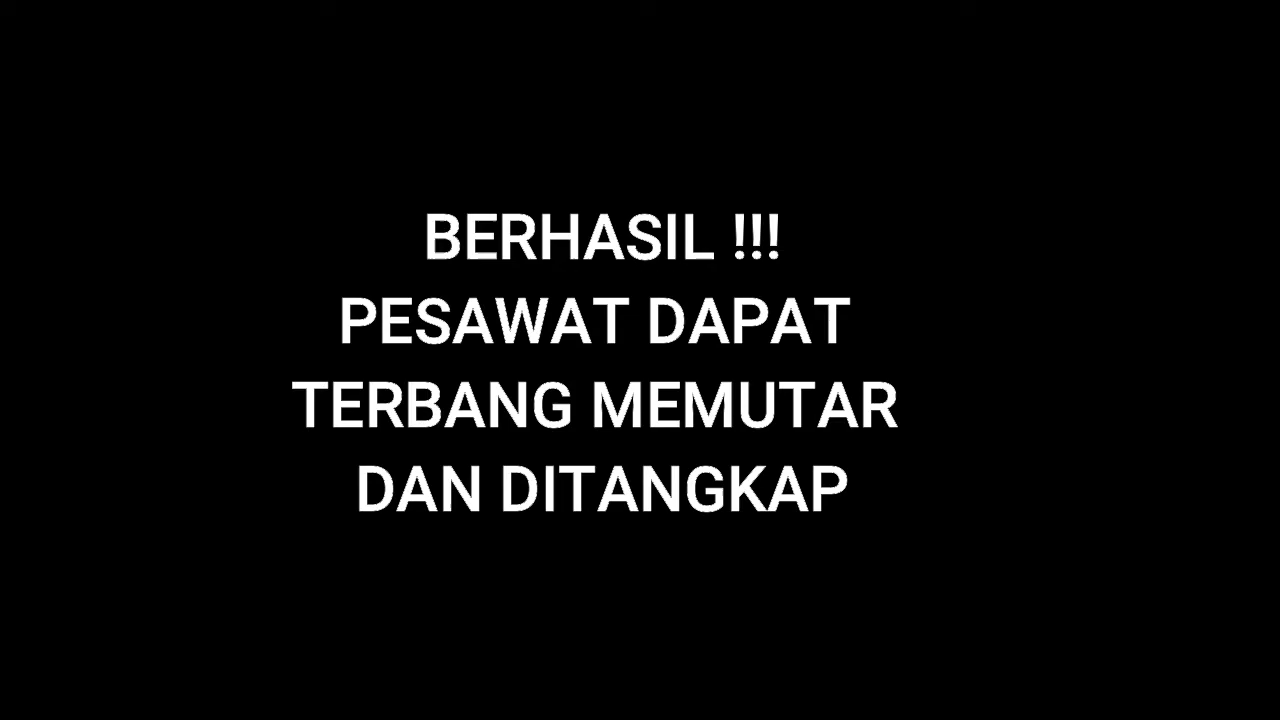 BERHASIL !!!
PESAWAT DAPAT
TERBANG MEMUTAR
DAN DITANGKAP